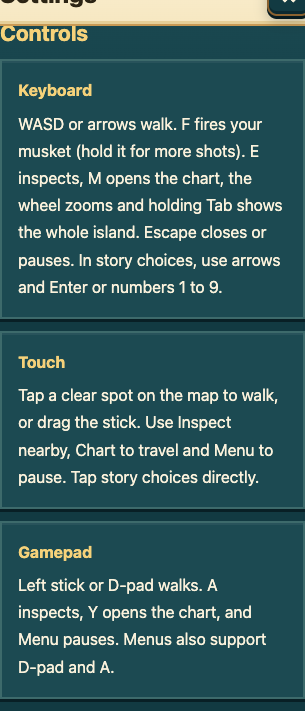 Settings
Controls
Keyboard
WASD or arrows walk. F fires your
musket (hold it for more shots). E
inspects, M opens the chart, the
wheel zooms and holding Tab shows
the whole island. Escape closes or
pauses. In story choices, use arrows
and Enter or numbers 1 to 9.
Touch
Tap a clear spot on the map to walk,
or drag the stick. Use Inspect
nearby, Chart to travel and Menu to
pause. Tap story choices directly.
Gamepad
Left stick or D-pad walks. A
inspects, Y opens the chart, and
Menu pauses. Menus also support
D-pad and A.